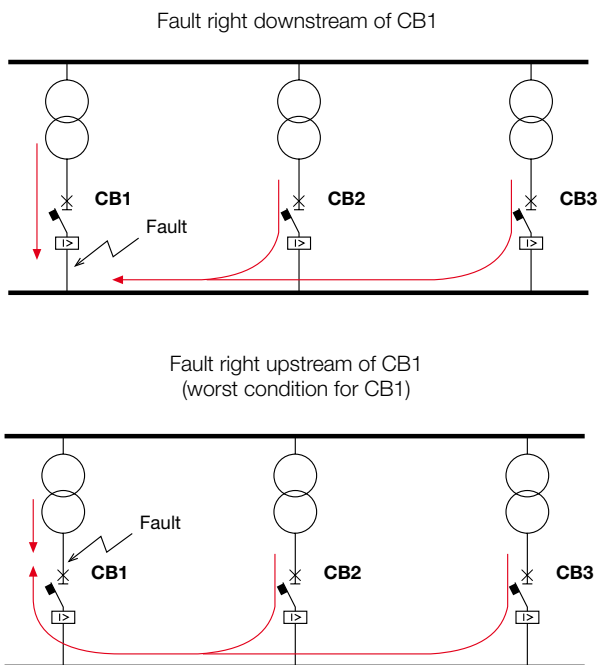 Fault right downstream of CB1
CB1
CB2
CB3
Fault
I>
I>
I>
Fault right upstream of CB1
(worst condition for CB1)
Fault
CB1
CB2
CB3
I>
I>
I>